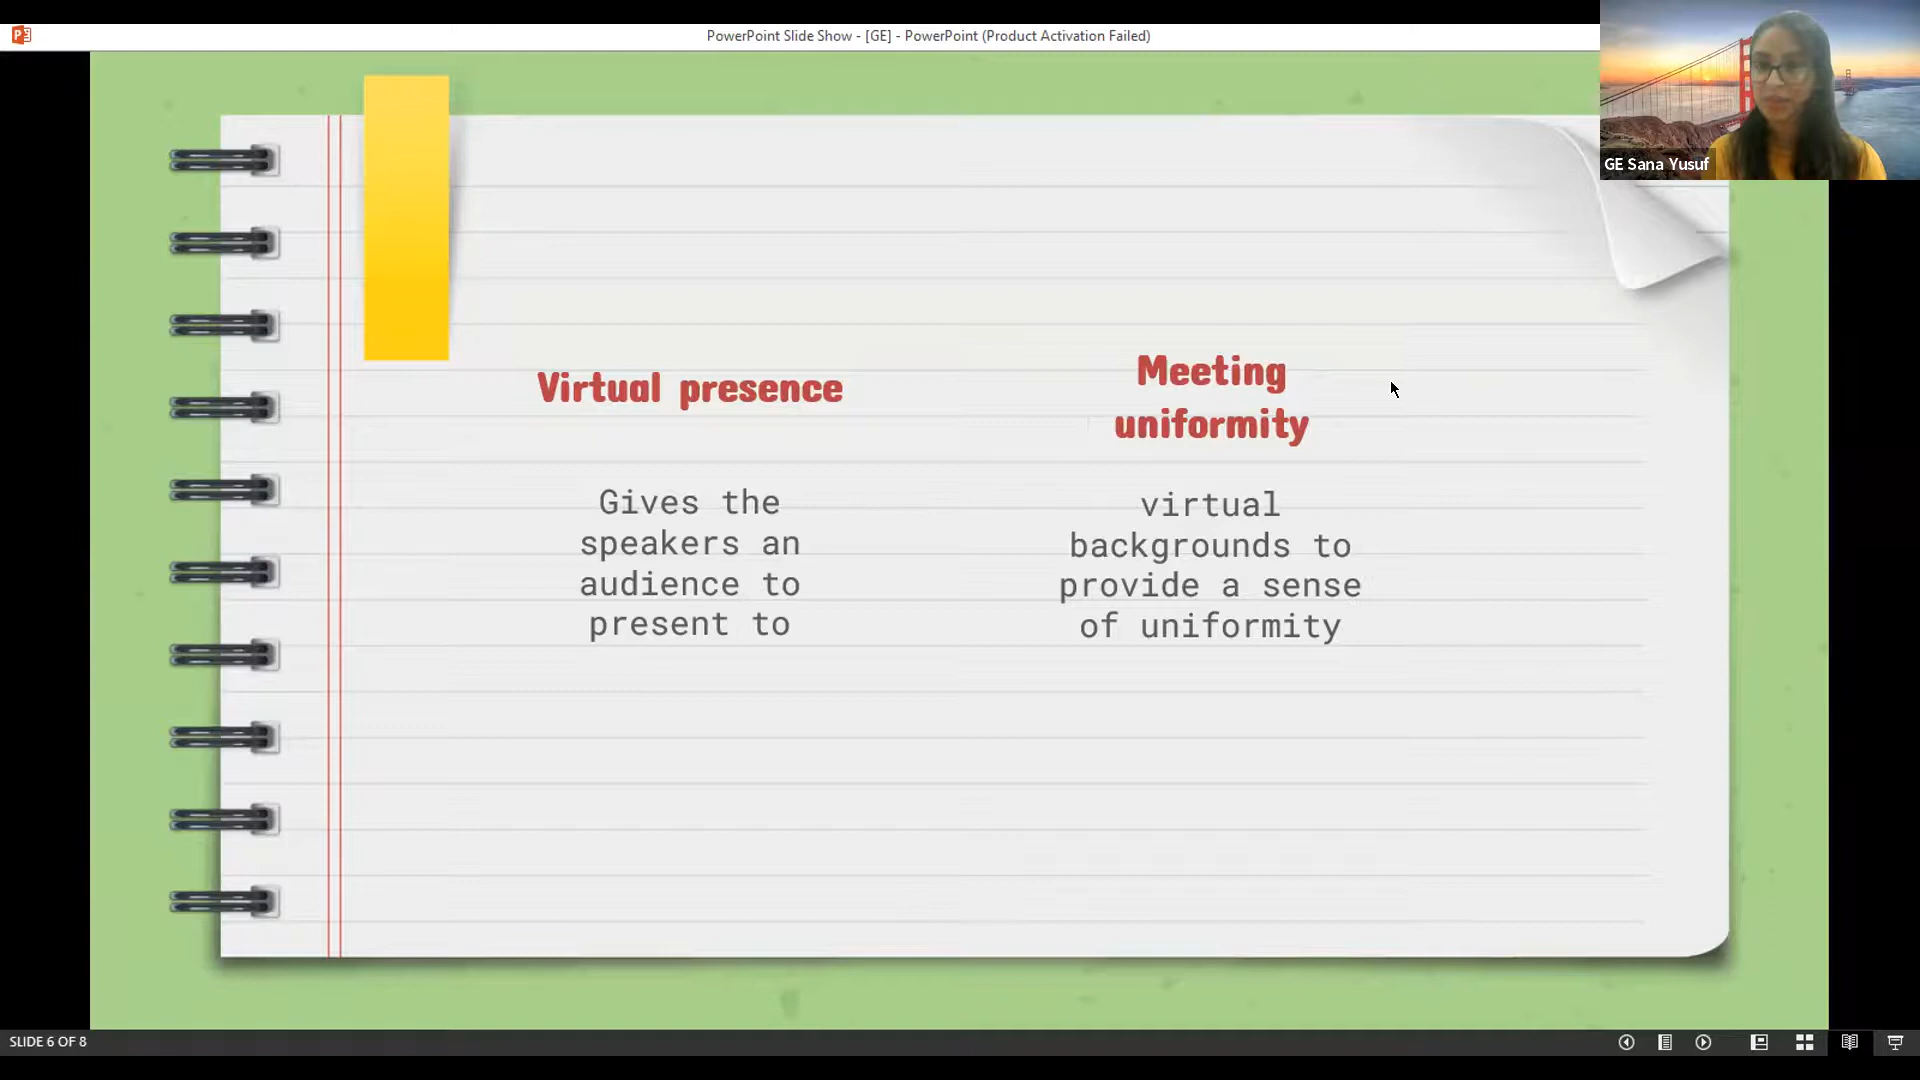 PowerPoint Slide Show - [GE] - PowerPoint (Product Activation Failed)
GE Sana Yusuf
Virtual presence
Gives the
speakers an
audience to
present to
Meeting
uniformity
virtual
backgrounds to
provide a sense
of uniformity
SLIDE 6 OF 8